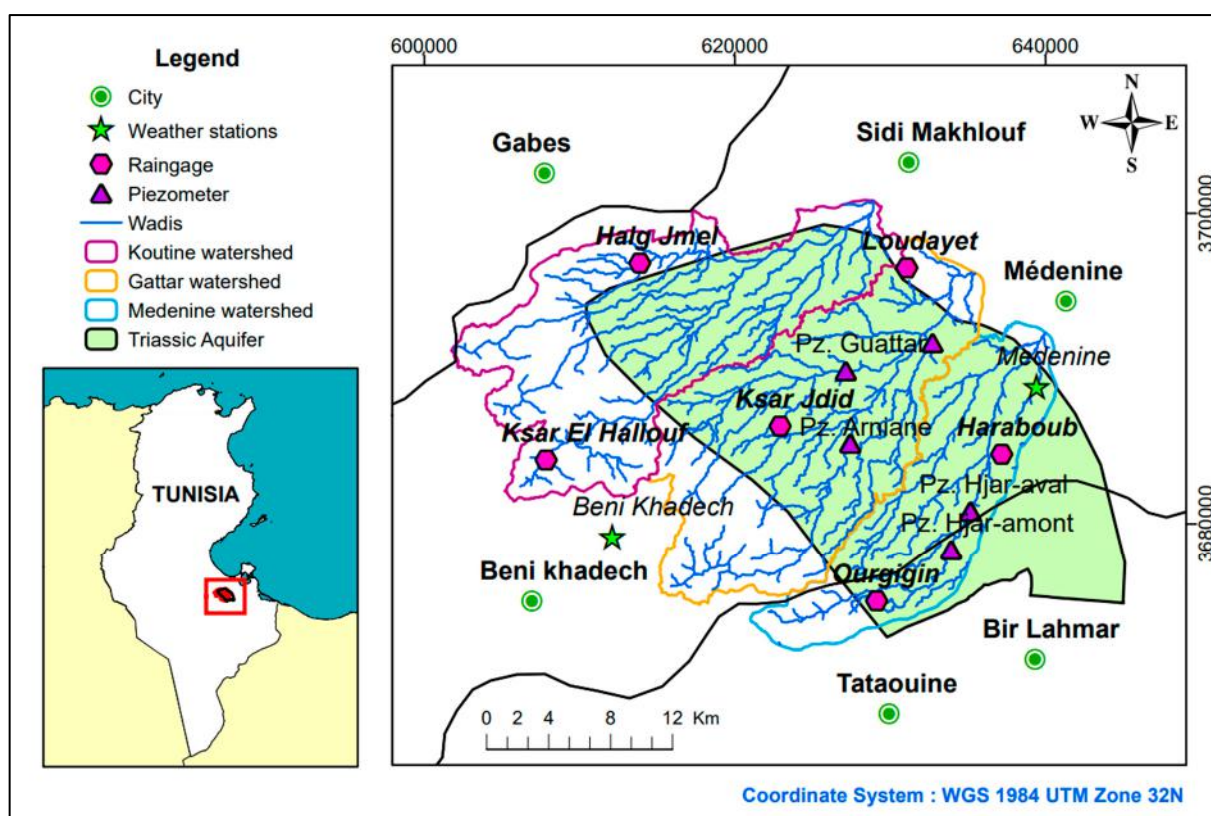 Legend
City
Weather stations
Raingage
Piezometer
Wadis
Koutine watershed
Gattar watershed
Medenine watershed
Triassic Aquifer
TUNISIA
600000
620000
640000
N
W
E
S
3700000
3680000
Gabes
Sidi Makhlouf
Halg Jmel
Loudayet
Médenine
Pz. Guattar
Medenine
Ksar Jdid
Pz. Amiane
Haraboub
Ksar El Hallouf
Pz. Hjar-aval
Beni Khadech
Pz. Hjar-amont
Beni khadech
Ourgigin
Bir Lahmar
Tataouine
0 2 4 8 12 Km
Coordinate System : WGS 1984 UTM Zone 32N